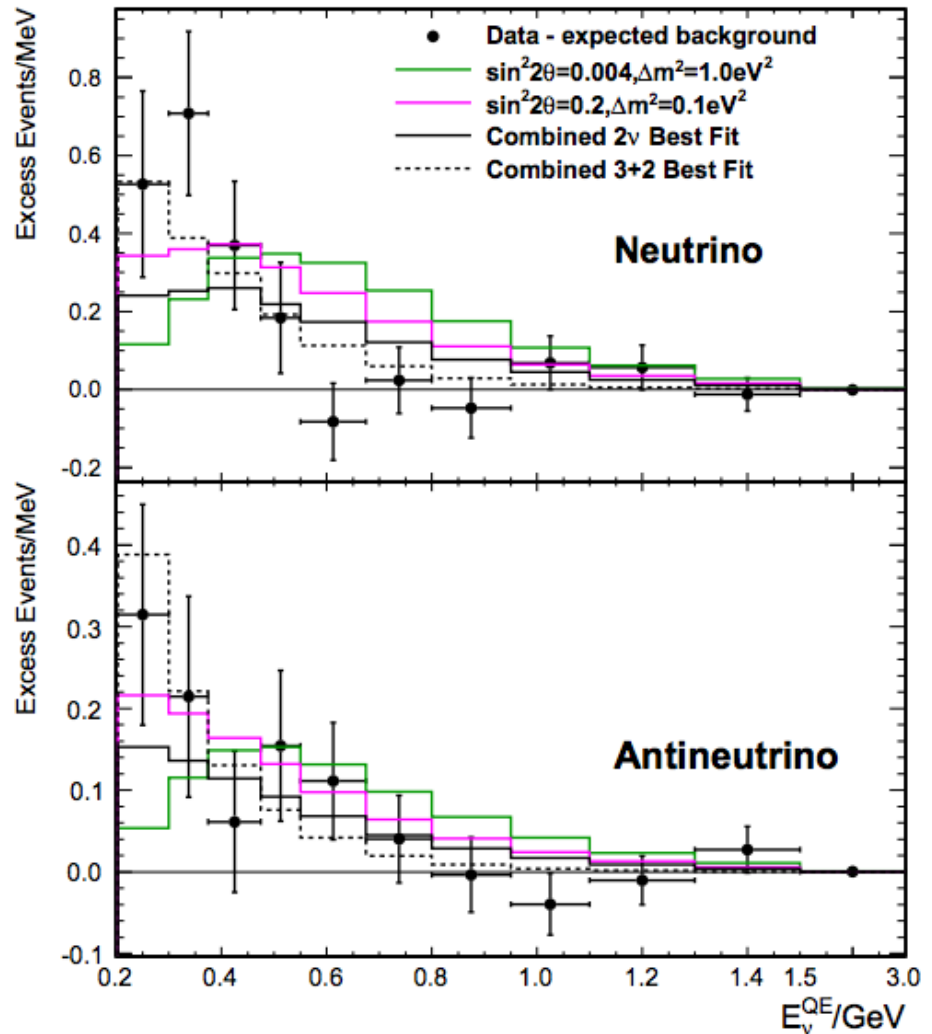 Excess Events/MeV
0.8
0.6
0.4
0.2
0.0
-0.2
Data - expected background
sin²2θ=0.004,Δm²=1.0eV²
sin²2θ=0.2,Δm²=0.1eV²
Combined 2ν Best Fit
Combined 3+2 Best Fit
Neutrino
Excess Events/MeV
0.4
0.3
0.2
0.1
0.0
-0.1
Antineutrino
0.2 0.4 0.6 0.8 1.0 1.2 1.4 1.5 3.0
E_ν^QE/GeV